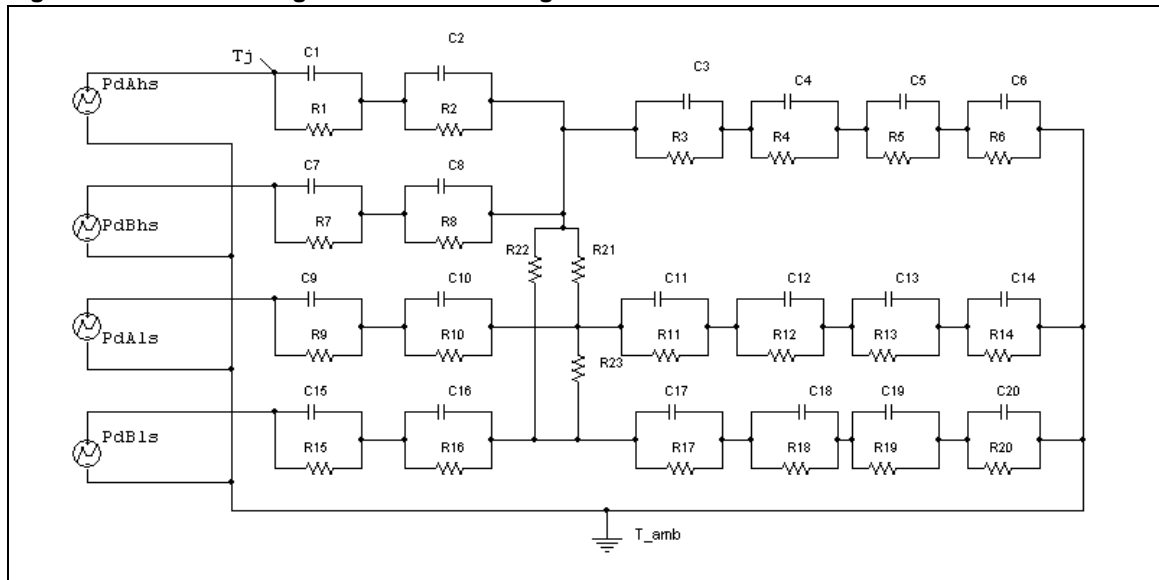 C1
C2
Tj
C3
C4
C5
C6
PdAhs
R1
R2
R3
R4
R5
R6
C7
C8
PdBhs
R7
R8
R22
R21
C9
C10
C11
C12
C13
C14
PdAls
R9
R10
R11
R12
R13
R14
R23
C15
C16
C17
C18
C19
C20
PdBls
R15
R16
R17
R18
R19
R20
T_amb